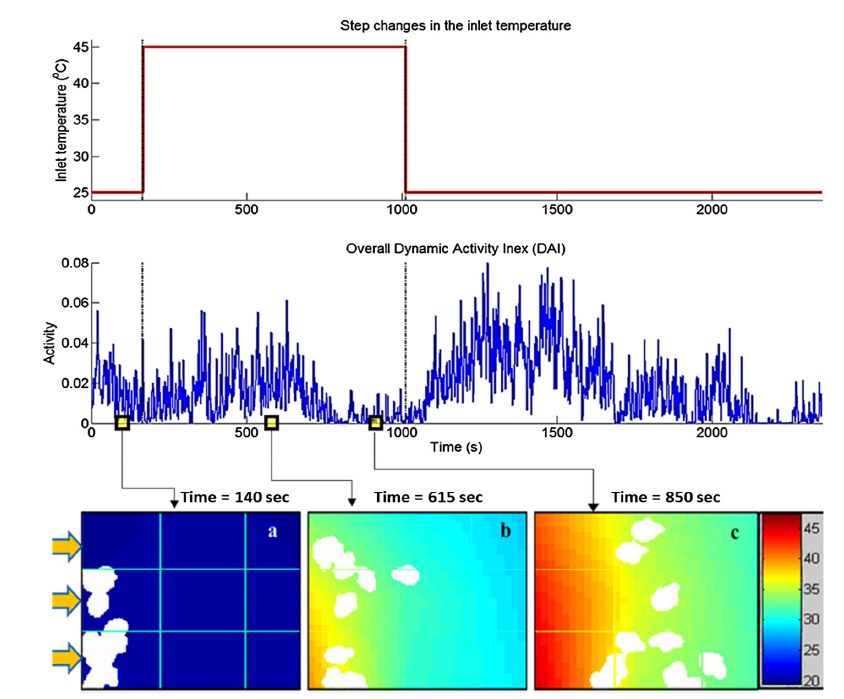 Step changes in the inlet temperature
45
40
35
30
25
Inlet temperature (⁰C)
0 500 1000 1500 2000
Overall Dynamic Activity Inex (DAI)
0.08
0.06
0.04
0.02
0
Activity
0 500 1000 1500 2000
Time (s)
Time = 140 sec Time = 615 sec Time = 850 sec
a b c
45
40
35
30
25
20